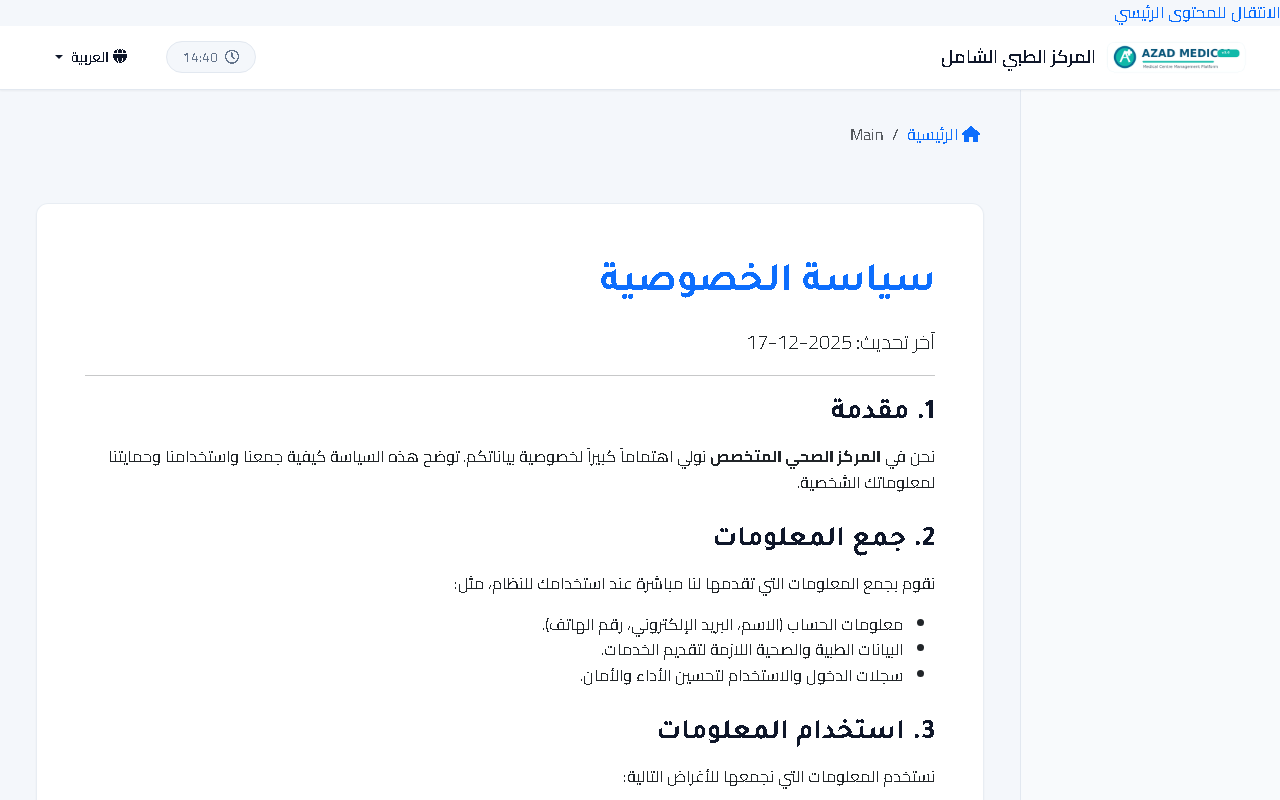 الانتقال للمحتوى الرئيسي
AZAD MEDIC
Medical Centre Management Platform
المركز الطبي الشامل
14:40
العربية
الرئيسية / Main
سياسة الخصوصية
آخر تحديث: 2025-12-17
1. مقدمة
نحن في المركز الصحي المتخصص نولي اهتماماً كبيراً لخصوصية بياناتكم. توضح هذه السياسة كيفية جمعنا واستخدامنا وحمايتنا
لمعلوماتك الشخصية.
2. جمع المعلومات
نقوم بجمع المعلومات التي تقدمها لنا مباشرة عند استخدامك للنظام، مثل:
معلومات الحساب (الاسم، البريد الإلكتروني، رقم الهاتف).
البيانات الطبية والصحية اللازمة لتقديم الخدمات.
سجلات الدخول والاستخدام لتحسين الأداء والأمان.
3. استخدام المعلومات
نستخدم المعلومات التي نجمعها للأغراض التالية: